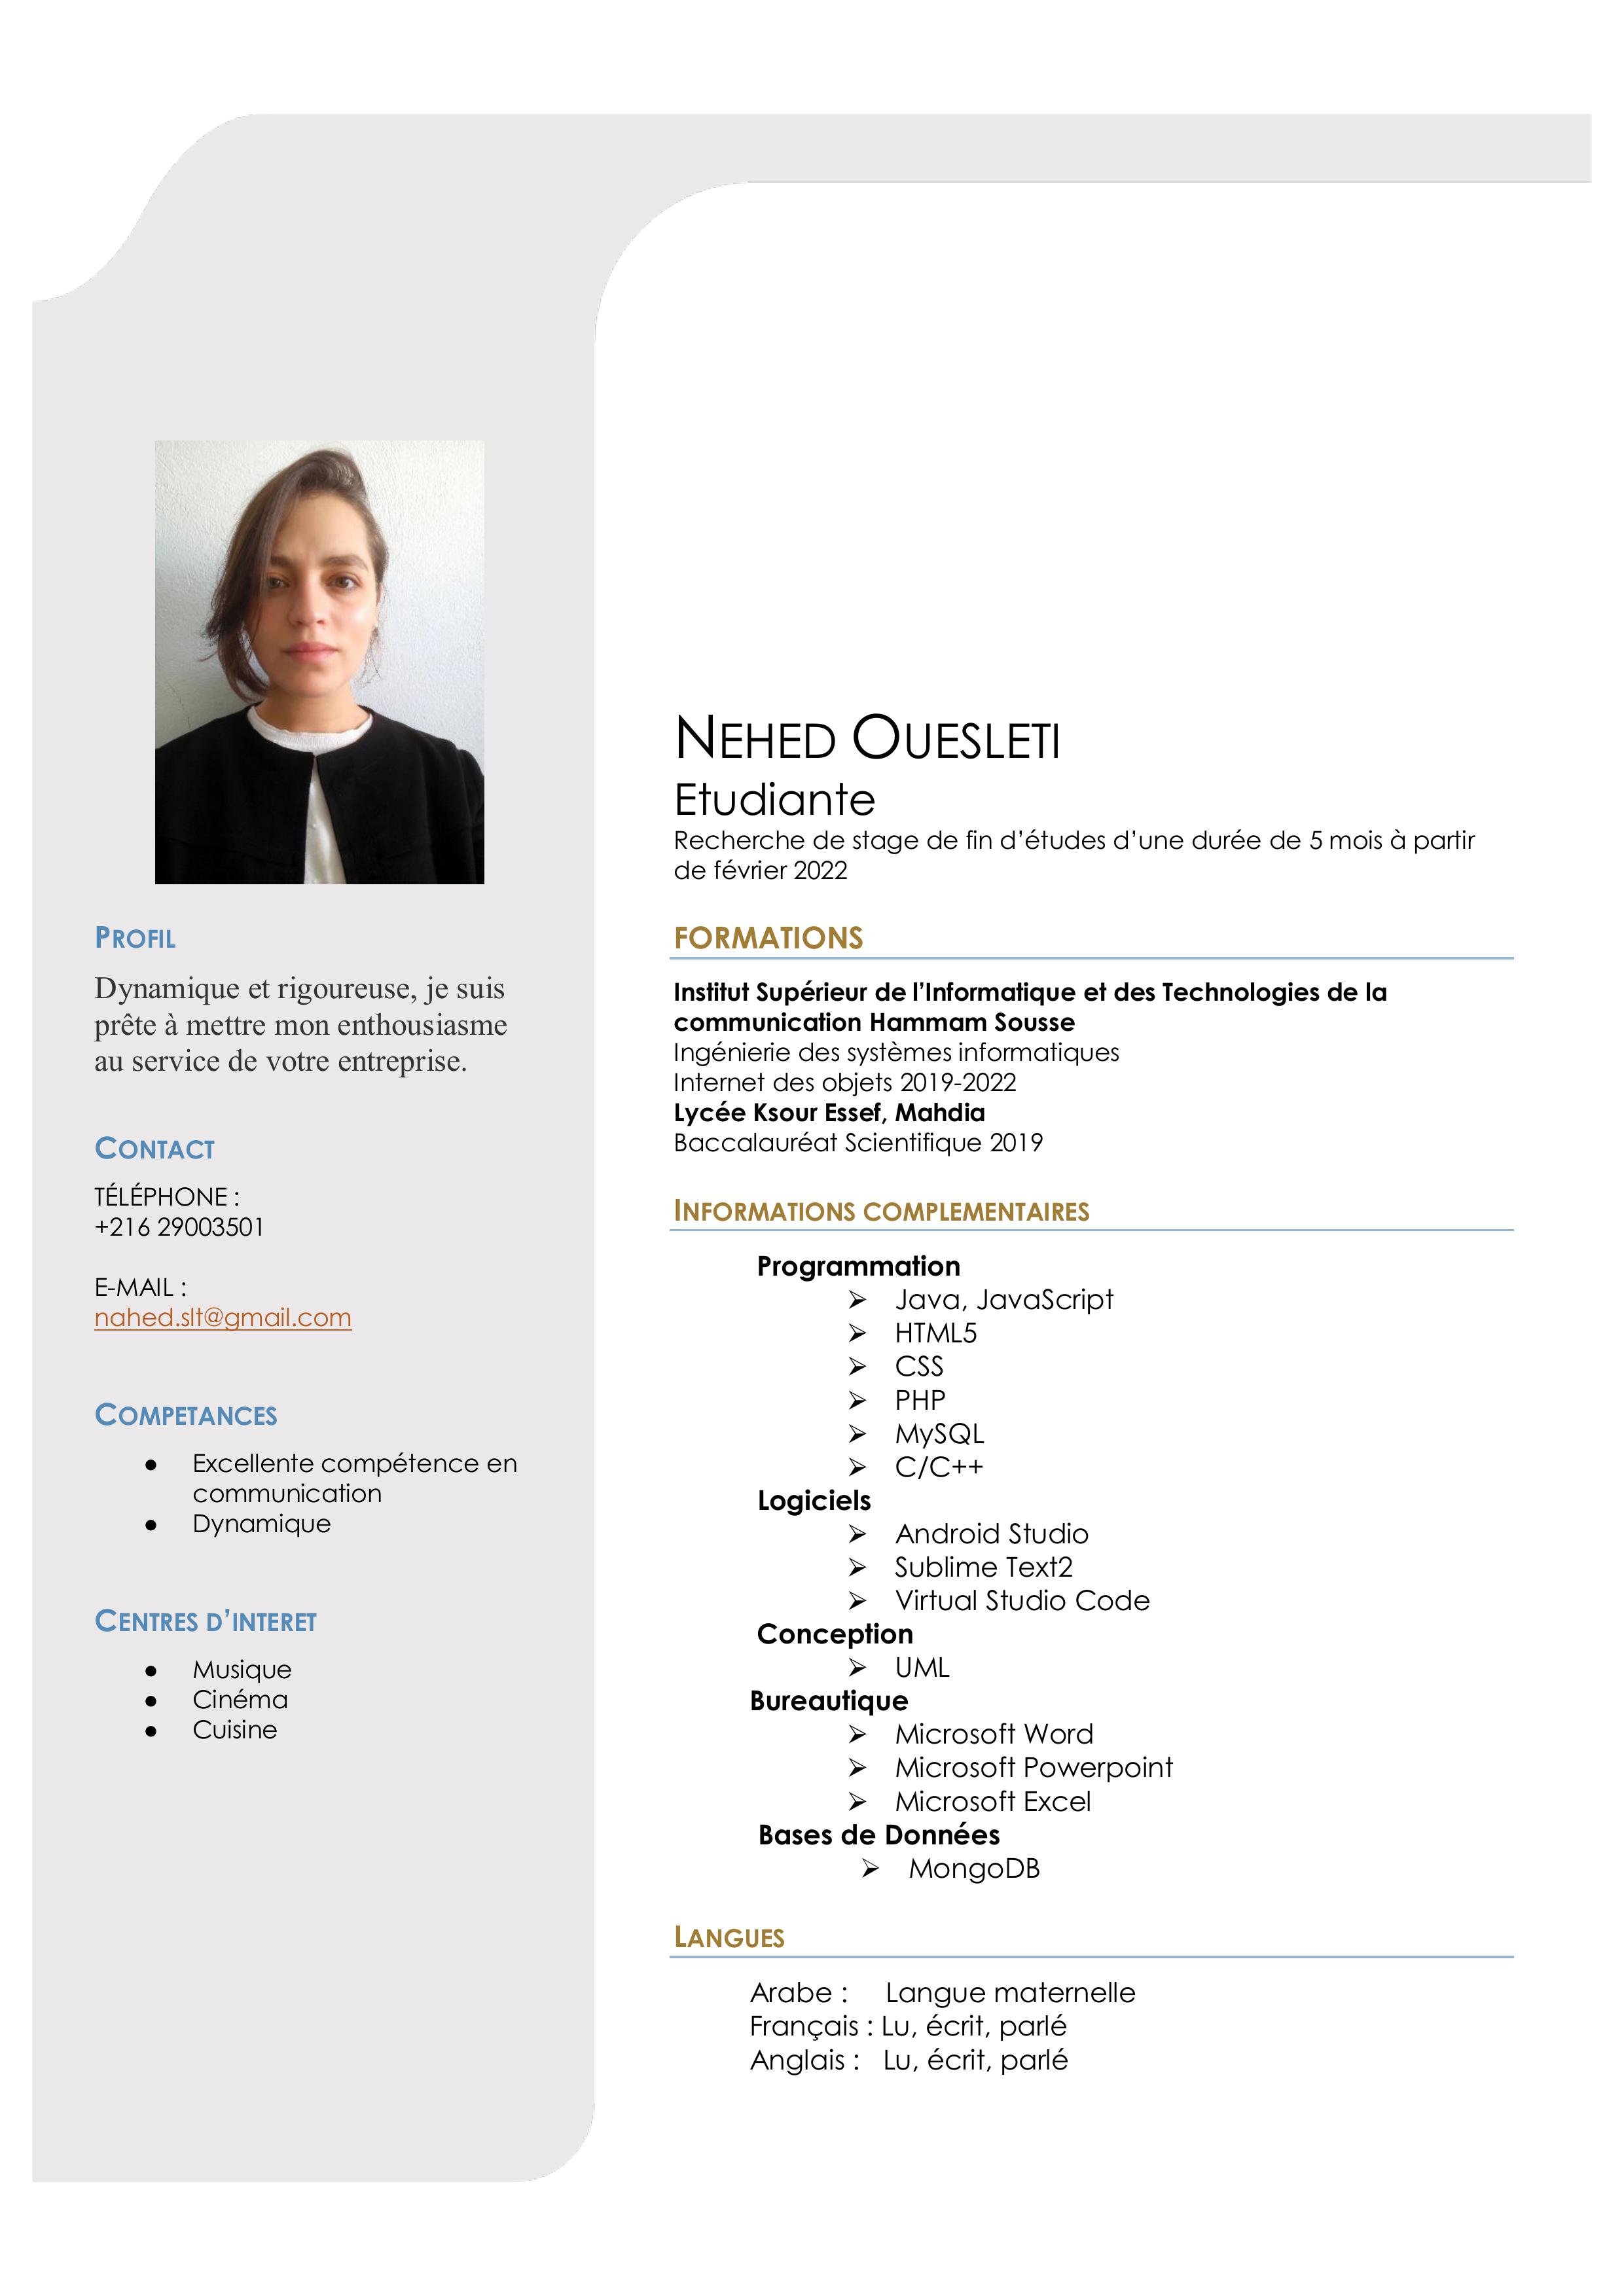 PROFIL
Dynamique et rigoureuse, je suis
prête à mettre mon enthousiasme
au service de votre entreprise.
CONTACT
TÉLÉPHONE :
+216 29003501
E-MAIL :
nahed.slt@gmail.com
COMPETANCES
● Excellente compétence en
communication
● Dynamique
CENTRES D’INTERET
● Musique
● Cinéma
● Cuisine
NEHED OUESLETI
Etudiante
Recherche de stage de fin d’études d’une durée de 5 mois à partir
de février 2022
FORMATIONS
Institut Supérieur de l’Informatique et des Technologies de la
communication Hammam Sousse
Ingénierie des systèmes informatiques
Internet des objets 2019-2022
Lycée Ksour Essef, Mahdia
Baccalauréat Scientifique 2019
INFORMATIONS COMPLEMENTAIRES
Programmation
➢ Java, JavaScript
➢ HTML5
➢ CSS
➢ PHP
➢ MySQL
➢ C/C++
Logiciels
➢ Android Studio
➢ Sublime Text2
➢ Virtual Studio Code
Conception
➢ UML
Bureautique
➢ Microsoft Word
➢ Microsoft Powerpoint
➢ Microsoft Excel
Bases de Données
➢ MongoDB
LANGUES
Arabe : Langue maternelle
Français : Lu, écrit, parlé
Anglais : Lu, écrit, parlé